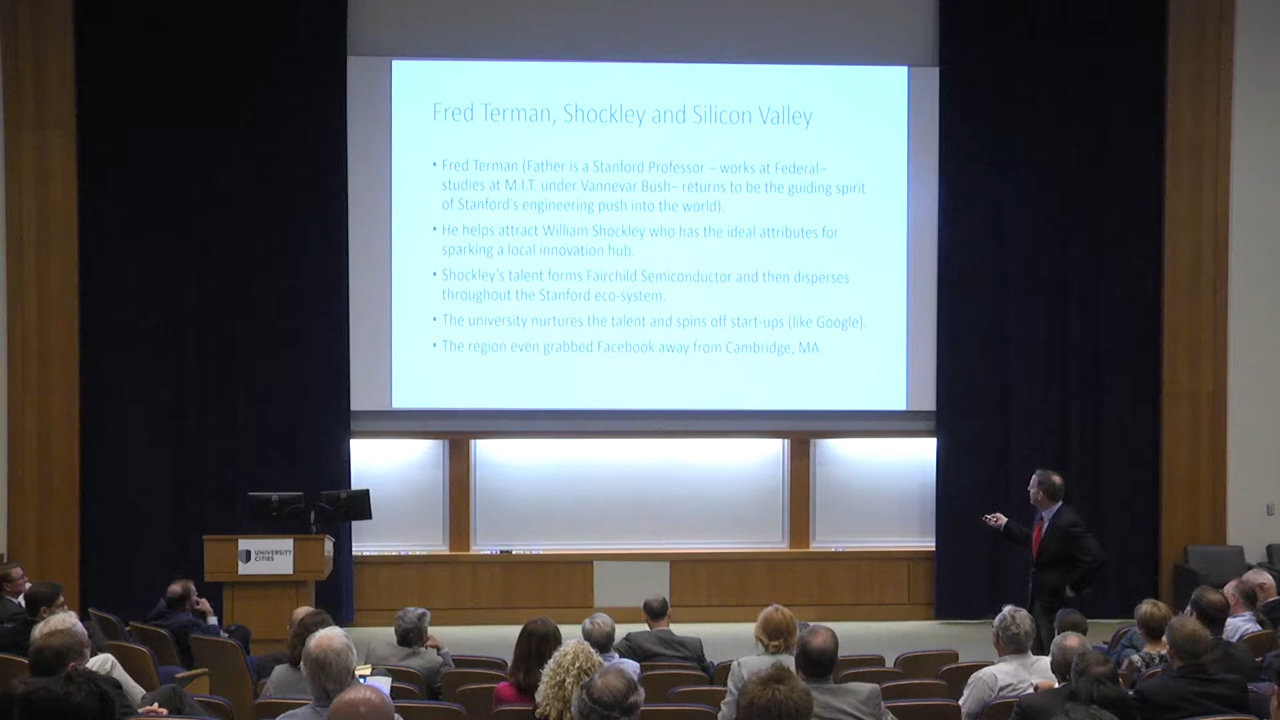 Fred Terman, Shockley and Silicon Valley
• Fred Terman (Father is a Stanford Professor – works at Federal–
studies at M.I.T. under Vannevar Bush– returns to be the guiding spirit
of Stanford's engineering push into the world).
• He helps attract William Shockley who has the ideal attributes for
sparking a local innovation hub.
• Shockley's talent forms Fairchild Semiconductor and then disperses
throughout the Stanford eco-system.
• The university nurtures the talent and spins off start-ups (like Google).
• The region even grabbed Facebook away from Cambridge, MA.
UNIVERSITY
CITIES